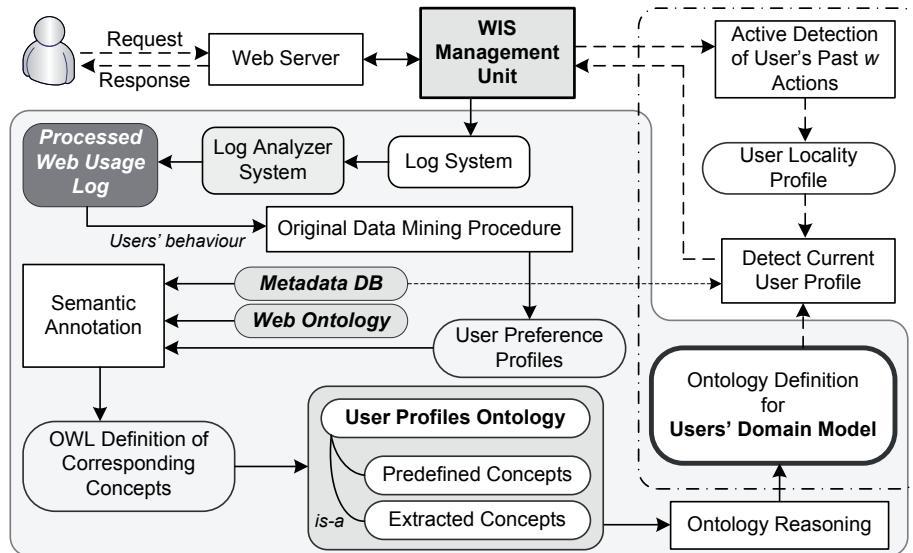 Request
Response
Web Server
WIS
Management
Unit
Active Detection
of User's Past w
Actions
Processed
Web Usage
Log
Log Analyzer
System
Log System
User Locality
Profile
Users' behaviour
Original Data Mining Procedure
Detect Current
User Profile
Semantic
Annotation
Metadata DB
Web Ontology
User Preference
Profiles
Ontology Definition
for
Users' Domain Model
OWL Definition of
Corresponding
Concepts
User Profiles Ontology
Predefined Concepts
is-a
Extracted Concepts
Ontology Reasoning